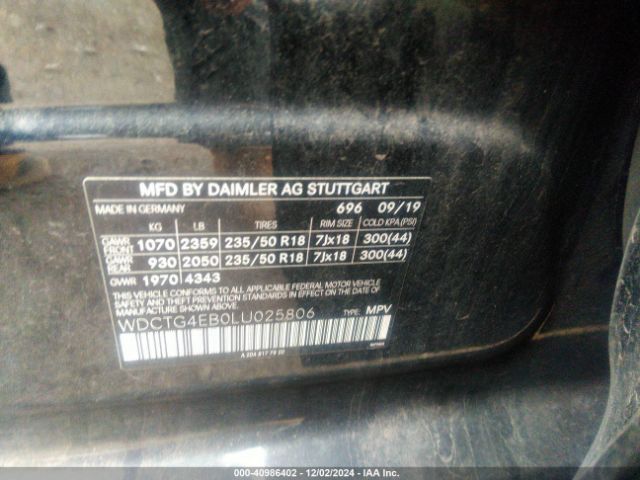 MFD BY DAIMLER AG STUTTGART
MADE IN GERMANY 696 09/19
KG LB TIRES RIM SIZE COLD KPA(PSI)
GAWR FRONT 1070 2359 235/50 R18 7Jx18 300(44)
GAWR REAR 930 2050 235/50 R18 7Jx18 300(44)
GVWR 1970 4343
THIS VEHICLE CONFORMS TO ALL APPLICABLE FEDERAL MOTOR VEHICLE
SAFETY, BUMPER, AND THEFT PREVENTION STANDARDS IN EFFECT ON THE DATE
OF MANUFACTURE SHOWN ABOVE.
WDCTG4EB0LU025806 TYPE: MPV
000-40986402 - 12/02/2024 - IAA Inc.